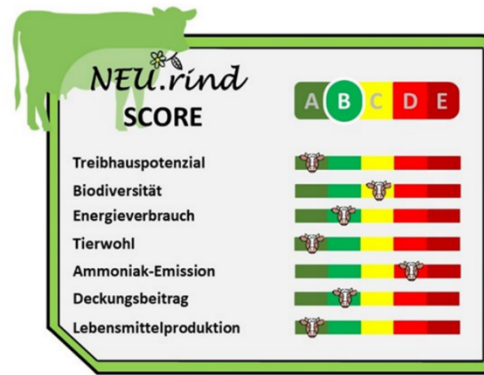 NEU.rind
SCORE
A B C D E
Treibhauspotenzial
Biodiversität
Energieverbrauch
Tierwohl
Ammoniak-Emission
Deckungsbeitrag
Lebensmittelproduktion